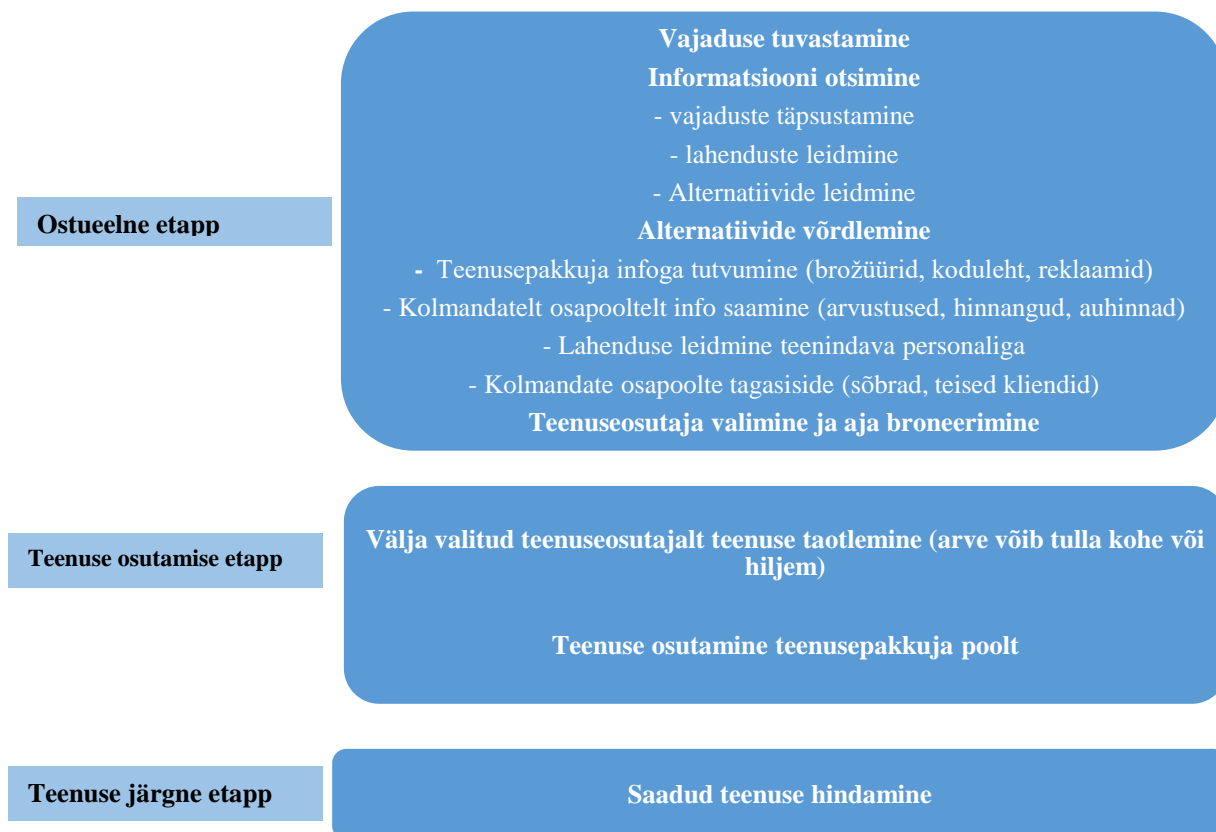 Vajaduse tuvastamine
Informatsiooni otsimine
- vajaduste täpsustamine
- lahenduste leidmine
- Alternatiivide leidmine
Ostueelne etapp
Alternatiivide võrdlemine
- Teenusepakkuja infoga tutvumine (brožüürid, koduleht, reklaamid)
- Kolmandatelt osapooltelt info saamine (arvustused, hinnangud, auhinnad)
- Lahenduse leidmine teenindava personaliga
- Kolmandate osapoolte tagasiside (sõbrad, teised kliendid)
Teenuseosutaja valimine ja aja broneerimine
Teenuse osutamise etapp
Välja valitud teenuseosutajalt teenuse taotlemine (arve võib tulla kohe või
hiljem)
Teenuse osutamine teenusepakkuja poolt
Teenuse järgne etapp
Saadud teenuse hindamine